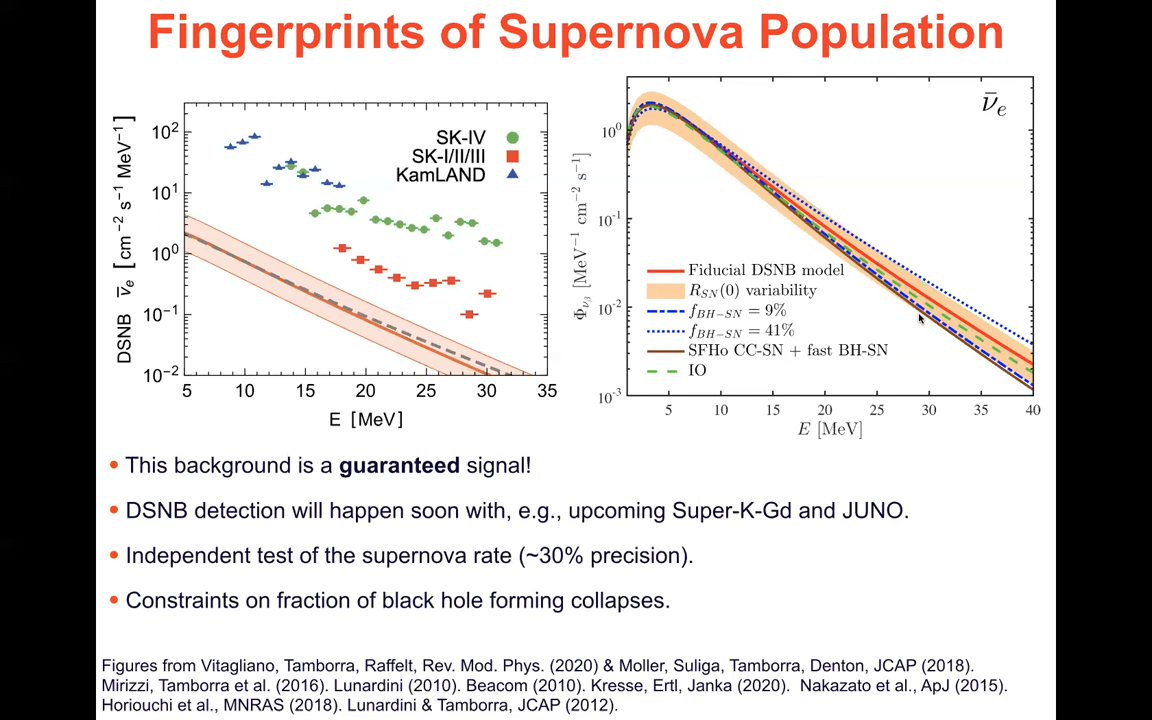 Fingerprints of Supernova Population
DSNB ν̄e [cm⁻² s⁻¹ MeV⁻¹]
10²
10¹
10⁰
10⁻¹
10⁻²
SK-IV
SK-I/II/III
KamLAND
5 10 15 20 25 30 35
E [MeV]
Φνβ [MeV⁻¹ cm⁻² s⁻¹]
10⁰
10⁻¹
10⁻²
10⁻³
ν̄e
Fiducial DSNB model
RSN(0) variability
fBH−SN = 9%
fBH−SN = 41%
SFHo CC-SN + fast BH-SN
IO
5 10 15 20 25 30 35 40
E [MeV]
• This background is a guaranteed signal!
• DSNB detection will happen soon with, e.g., upcoming Super-K-Gd and JUNO.
• Independent test of the supernova rate (~30% precision).
• Constraints on fraction of black hole forming collapses.
Figures from Vitagliano, Tamborra, Raffelt, Rev. Mod. Phys. (2020) & Moller, Suliga, Tamborra, Denton, JCAP (2018).
Mirizzi, Tamborra et al. (2016). Lunardini (2010). Beacom (2010). Kresse, Ertl, Janka (2020). Nakazato et al., ApJ (2015).
Horiouchi et al., MNRAS (2018). Lunardini & Tamborra, JCAP (2012).